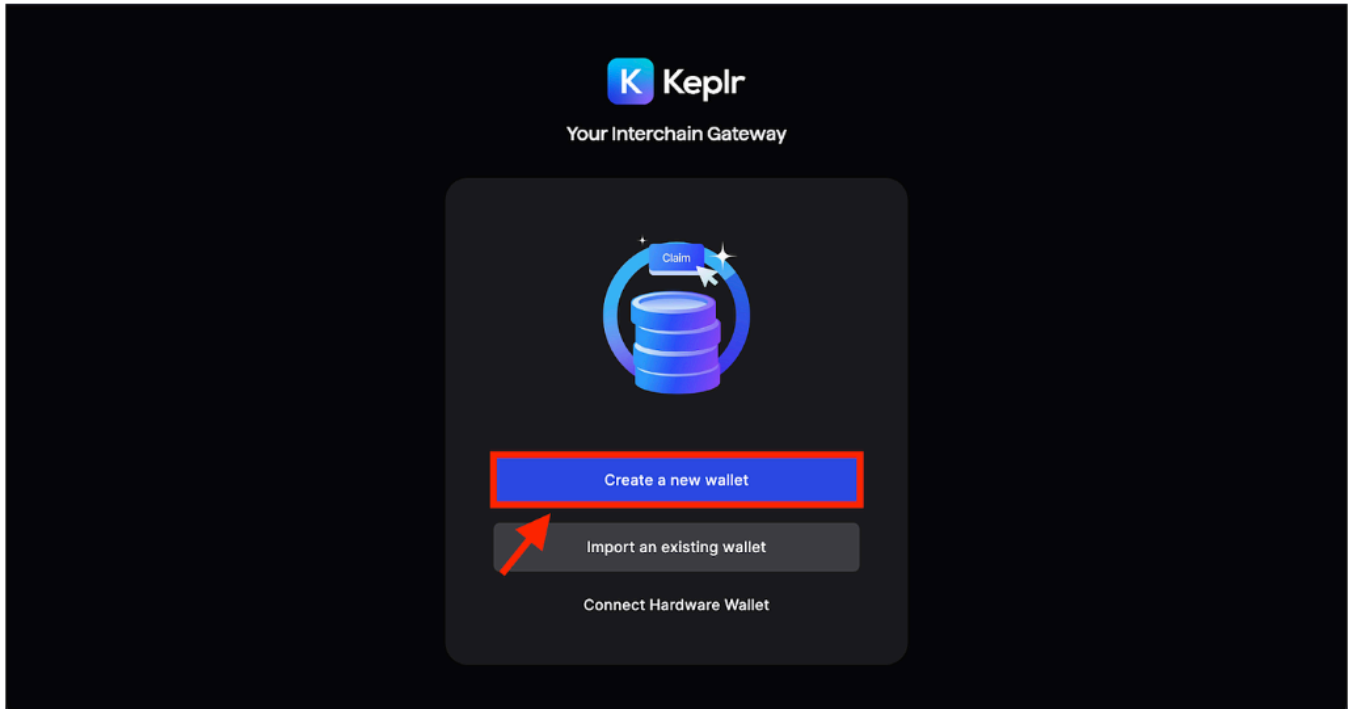 K Keplr
Your Interchain Gateway
Claim
Create a new wallet
Import an existing wallet
Connect Hardware Wallet